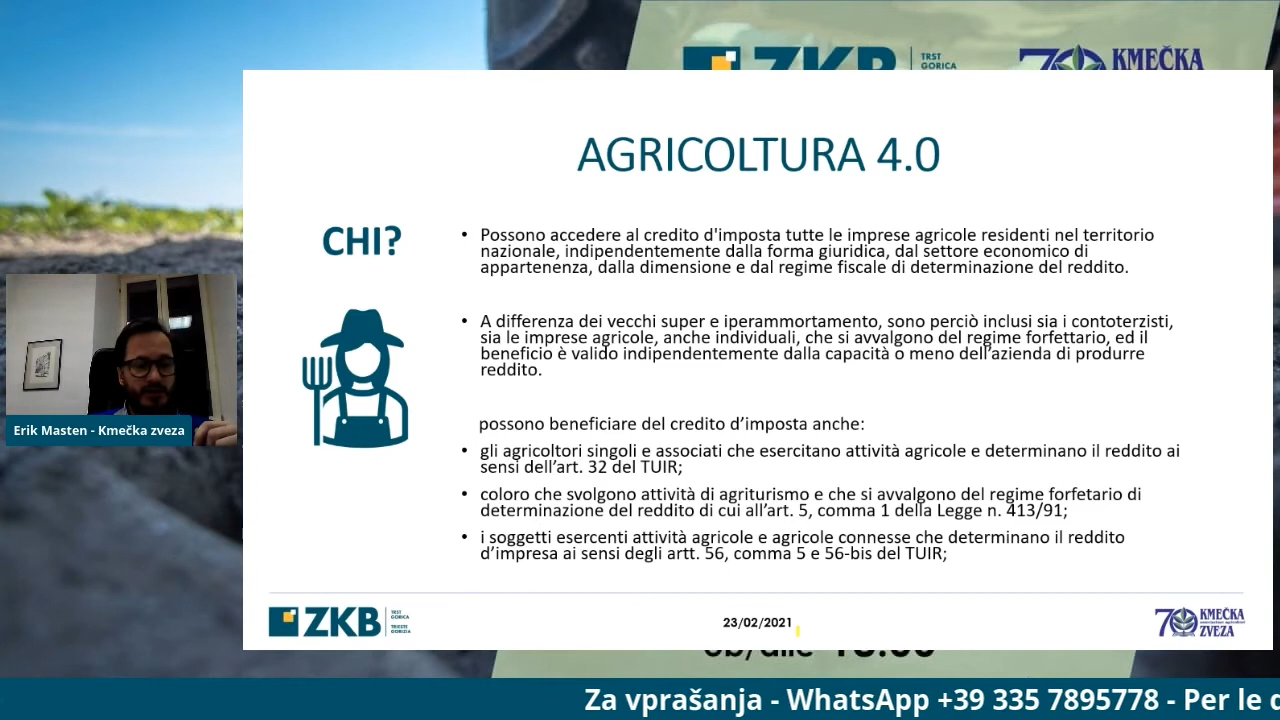 ZKB
TRST
GORICA
70 KMEČKA
AGRICOLTURA 4.0
CHI?
• Possono accedere al credito d'imposta tutte le imprese agricole residenti nel territorio
nazionale, indipendentemente dalla forma giuridica, dal settore economico di
appartenenza, dalla dimensione e dal regime fiscale di determinazione del reddito.
• A differenza dei vecchi super e iperammortamento, sono perciò inclusi sia i contoterzisti,
sia le imprese agricole, anche individuali, che si avvalgono del regime forfettario, ed il
beneficio è valido indipendentemente dalla capacità o meno dell’azienda di produrre
reddito.
possono beneficiare del credito d’imposta anche:
• gli agricoltori singoli e associati che esercitano attività agricole e determinano il reddito ai
sensi dell’art. 32 del TUIR;
• coloro che svolgono attività di agriturismo e che si avvalgono del regime forfetario di
determinazione del reddito di cui all’art. 5, comma 1 della Legge n. 413/91;
• i soggetti esercenti attività agricole e agricole connesse che determinano il reddito
d’impresa ai sensi degli artt. 56, comma 5 e 56-bis del TUIR;
Erik Masten - Kmečka zveza
ZKB
TRST
GORICA
TRIESTE
GORIZIA
23/02/2021
70 KMEČKA
ZVEZA
ob/alle
Za vprašanja - WhatsApp +39 335 7895778 - Per le